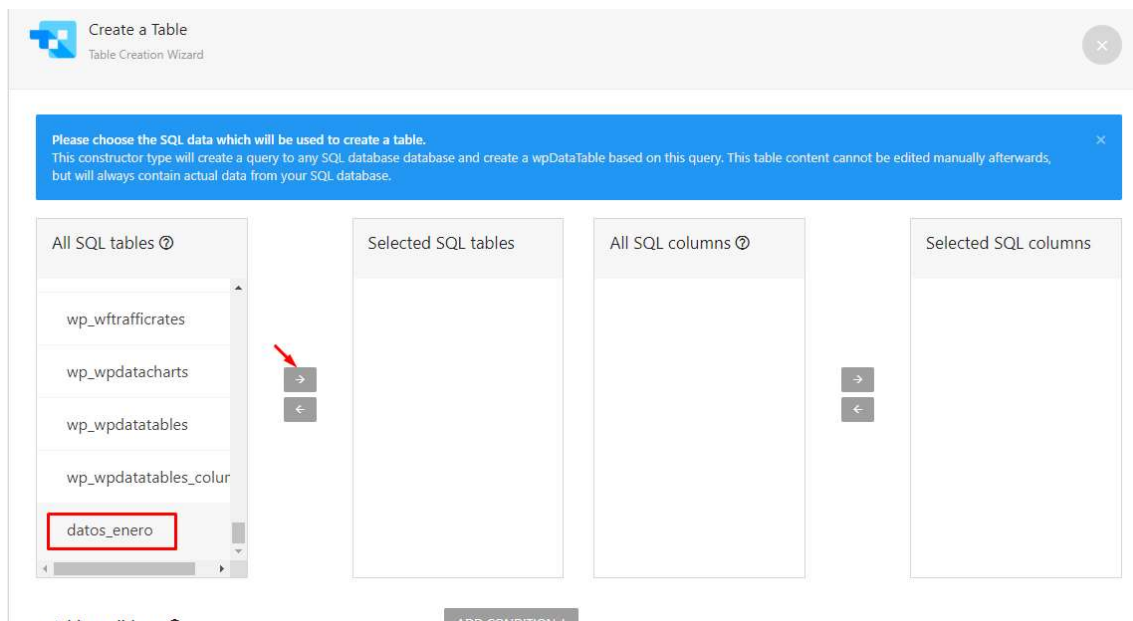 Create a Table
Table Creation Wizard
Please choose the SQL data which will be used to create a table.
This constructor type will create a query to any SQL database database and create a wpDataTable based on this query. This table content cannot be edited manually afterwards,
but will always contain actual data from your SQL database.
All SQL tables
Selected SQL tables
All SQL columns
Selected SQL columns
wp_wftrafficrates
wp_wpdatacharts
wp_wpdatatables
wp_wpdatatables_colur
datos_enero